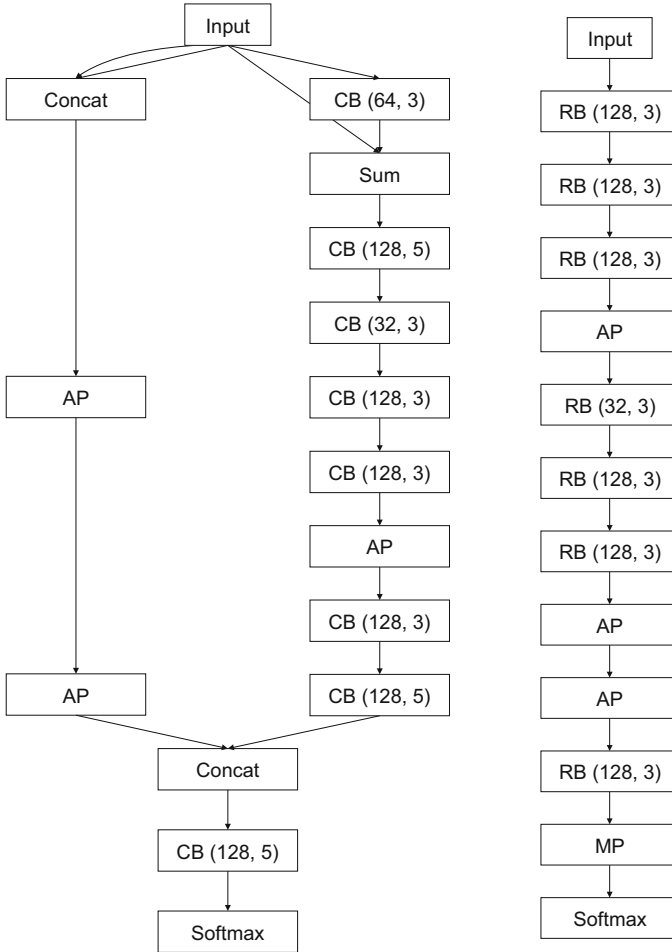 Input
Concat
CB (64, 3)
Sum
CB (128, 5)
CB (32, 3)
AP
CB (128, 3)
CB (128, 3)
AP
CB (128, 3)
AP
CB (128, 5)
Concat
CB (128, 5)
Softmax
Input
RB (128, 3)
RB (128, 3)
RB (128, 3)
AP
RB (32, 3)
RB (128, 3)
RB (128, 3)
AP
AP
RB (128, 3)
MP
Softmax